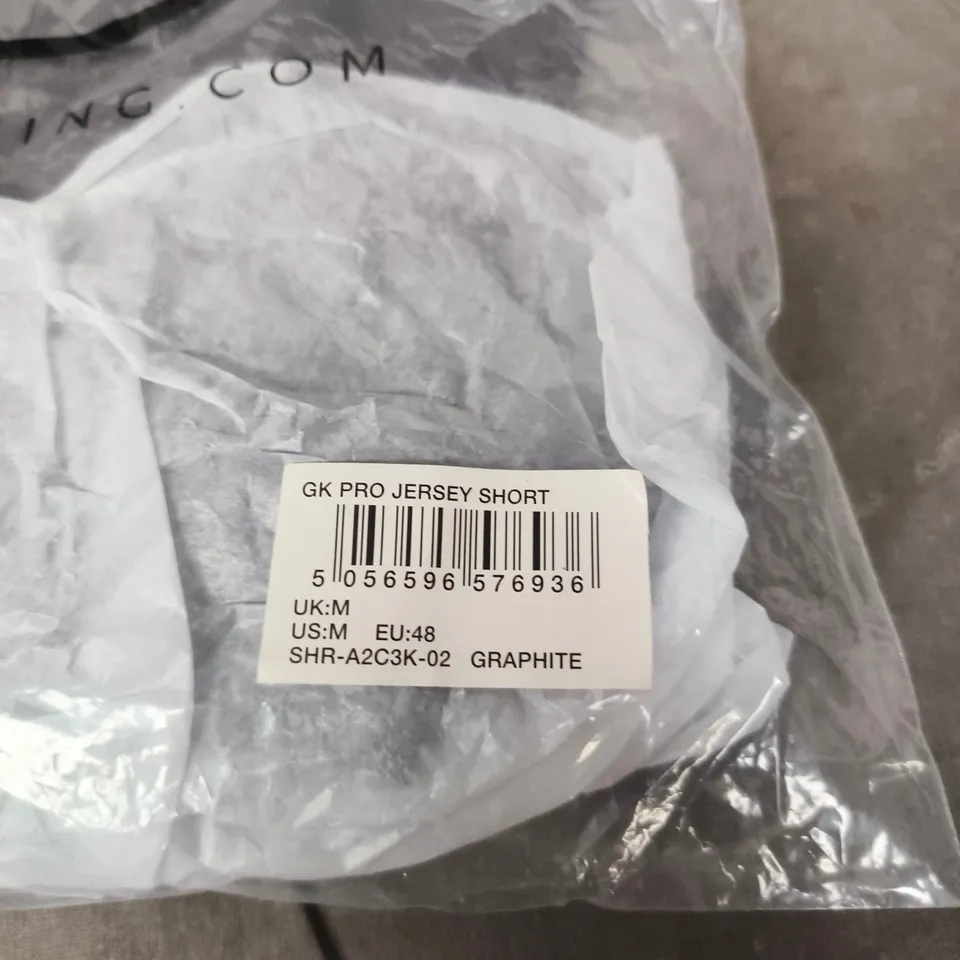 ING.COM
GK PRO JERSEY SHORT
5 056596 576936
UK:M
US:M EU:48
SHR-A2C3K-02 GRAPHITE